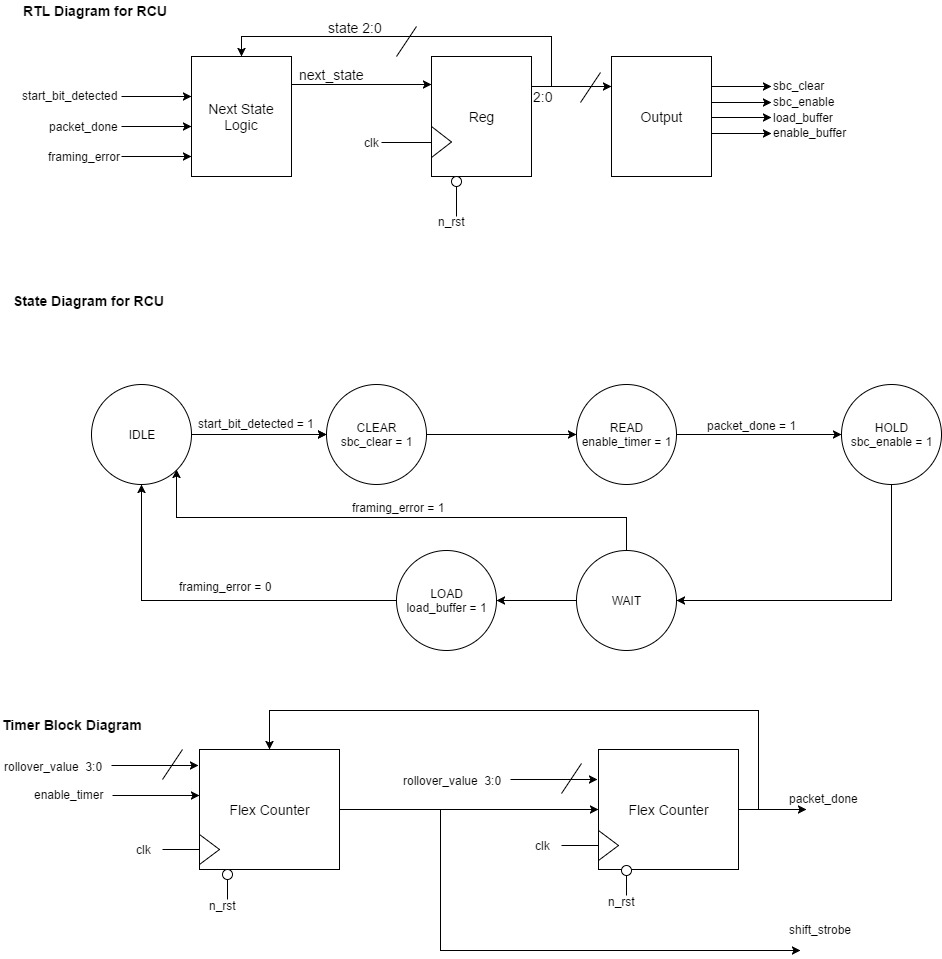 RTL Diagram for RCU
state 2:0
next_state
start_bit_detected
packet_done
framing_error
Next State
Logic
clk
Reg
n_rst
2:0
Output
sbc_clear
sbc_enable
load_buffer
enable_buffer
State Diagram for RCU
IDLE
start_bit_detected = 1
CLEAR
sbc_clear = 1
READ
enable_timer = 1
packet_done = 1
HOLD
sbc_enable = 1
framing_error = 1
framing_error = 0
LOAD
load_buffer = 1
WAIT
Timer Block Diagram
rollover_value 3:0
enable_timer
clk
Flex Counter
n_rst
rollover_value 3:0
clk
Flex Counter
n_rst
packet_done
shift_strobe